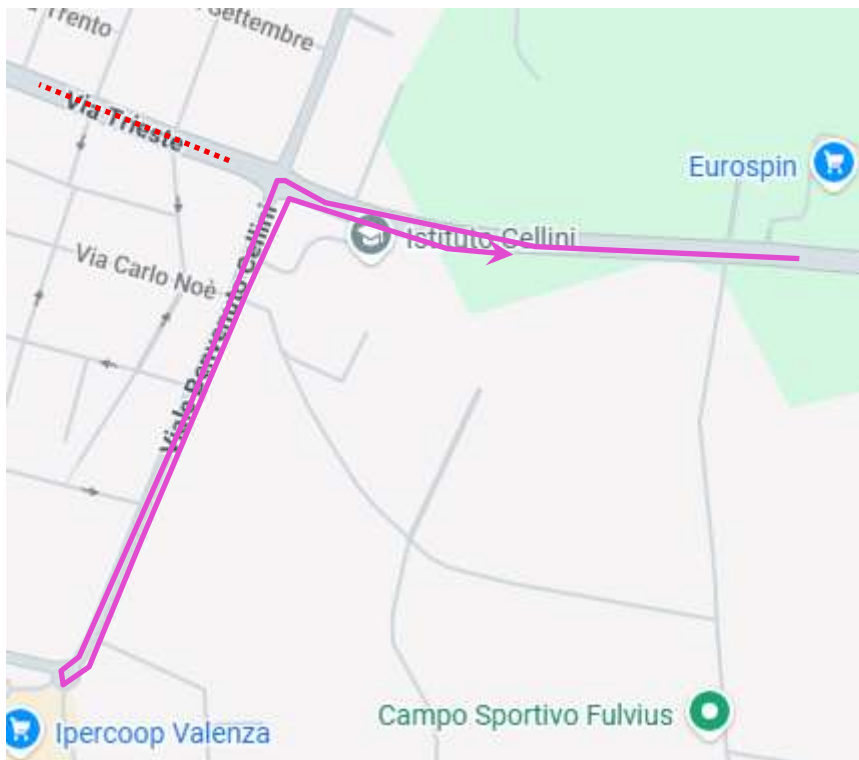 Trento
Settembre
Via Trieste
Eurospin
Istituto Cellini
Via Carlo Noè
Viale Benvenuto Cellini
Campo Sportivo Fulvius
Ipercoop Valenza